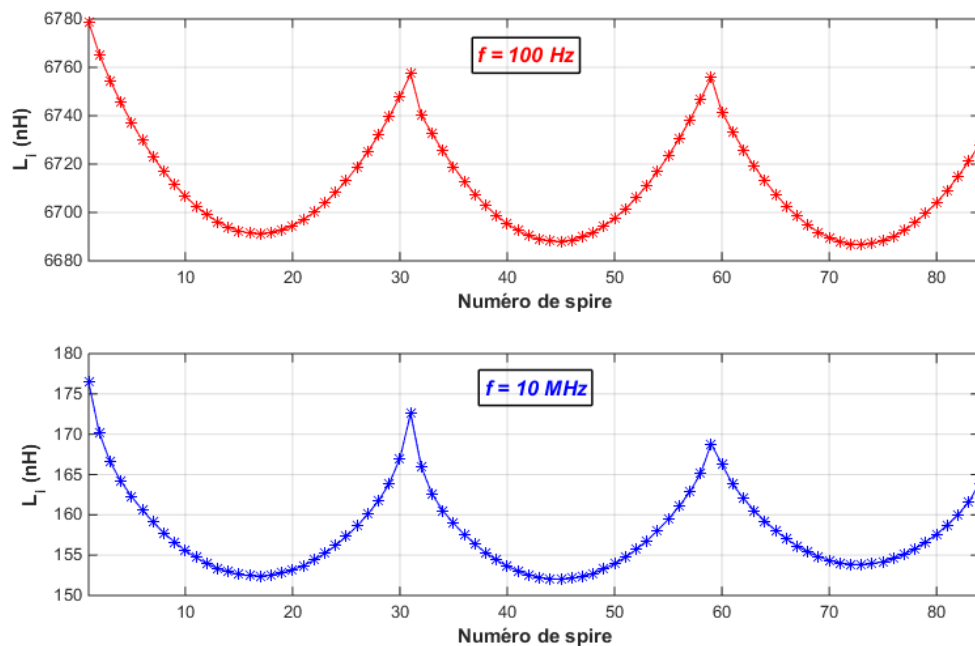 6780
6760
6740
6720
6700
6680
L_i (nH)
f = 100 Hz
10 20 30 40 50 60 70 80
Numéro de spire
180
175
170
165
160
155
150
L_i (nH)
f = 10 MHz
10 20 30 40 50 60 70 80
Numéro de spire